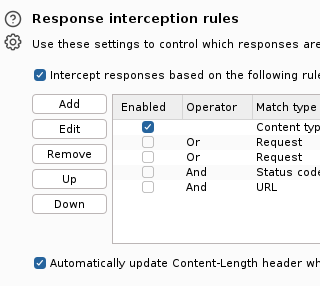 Response interception rules
Use these settings to control which responses are
Intercept responses based on the following rule
Add
Edit
Remove
Up
Down
Enabled Operator Match type
Content typ
Or Request
Or Request
And Status code
And URL
Automatically update Content-Length header wh